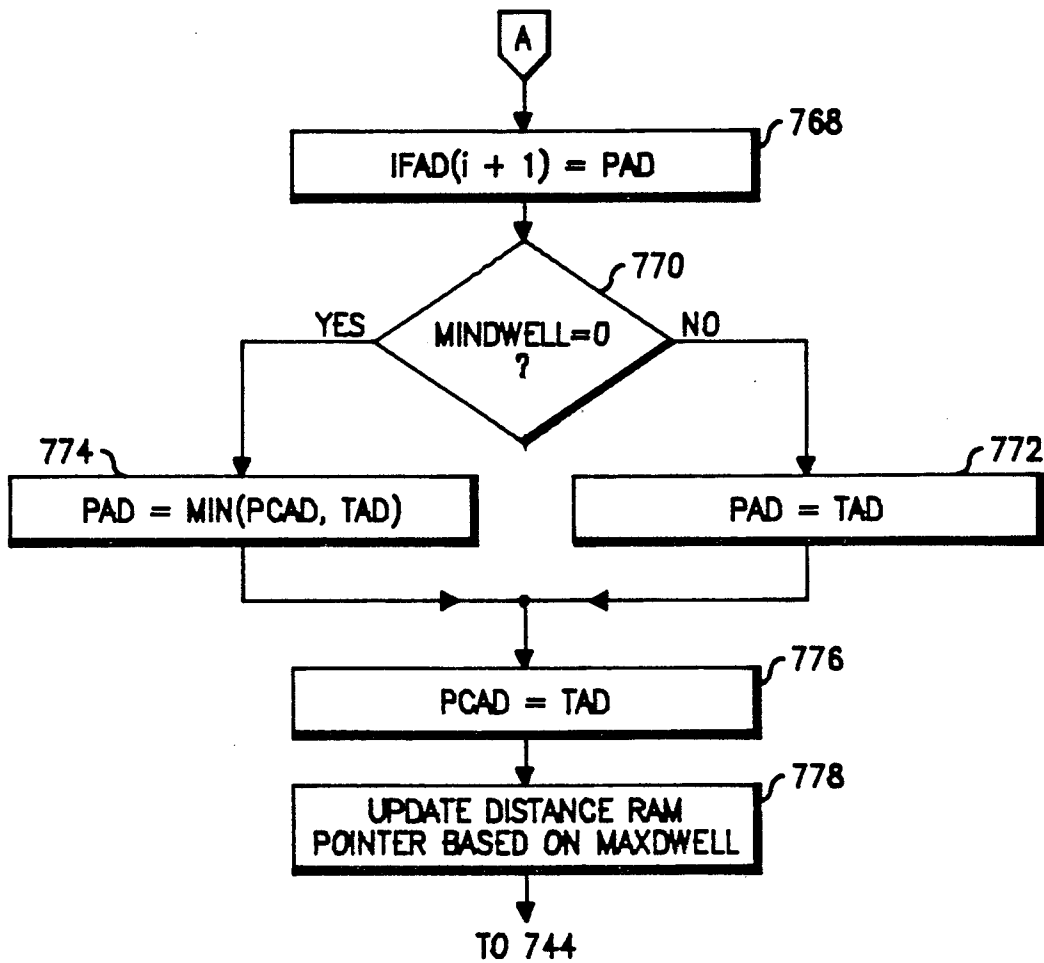 A
768
IFAD(i + 1) = PAD
770
YES
MINDWELL=0
?
NO
774
772
PAD = MIN(PCAD, TAD)
PAD = TAD
776
PCAD = TAD
778
UPDATE DISTANCE RAM
POINTER BASED ON MAXDWELL
TO 744